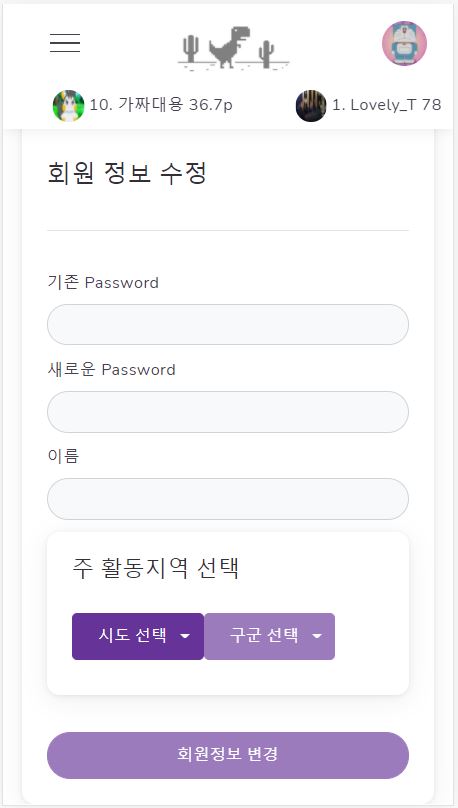 10. 가짜대용 36.7p
1. Lovely_T 78
회원 정보 수정
기존 Password
새로운 Password
이름
주 활동지역 선택
시도 선택
구군 선택
회원정보 변경